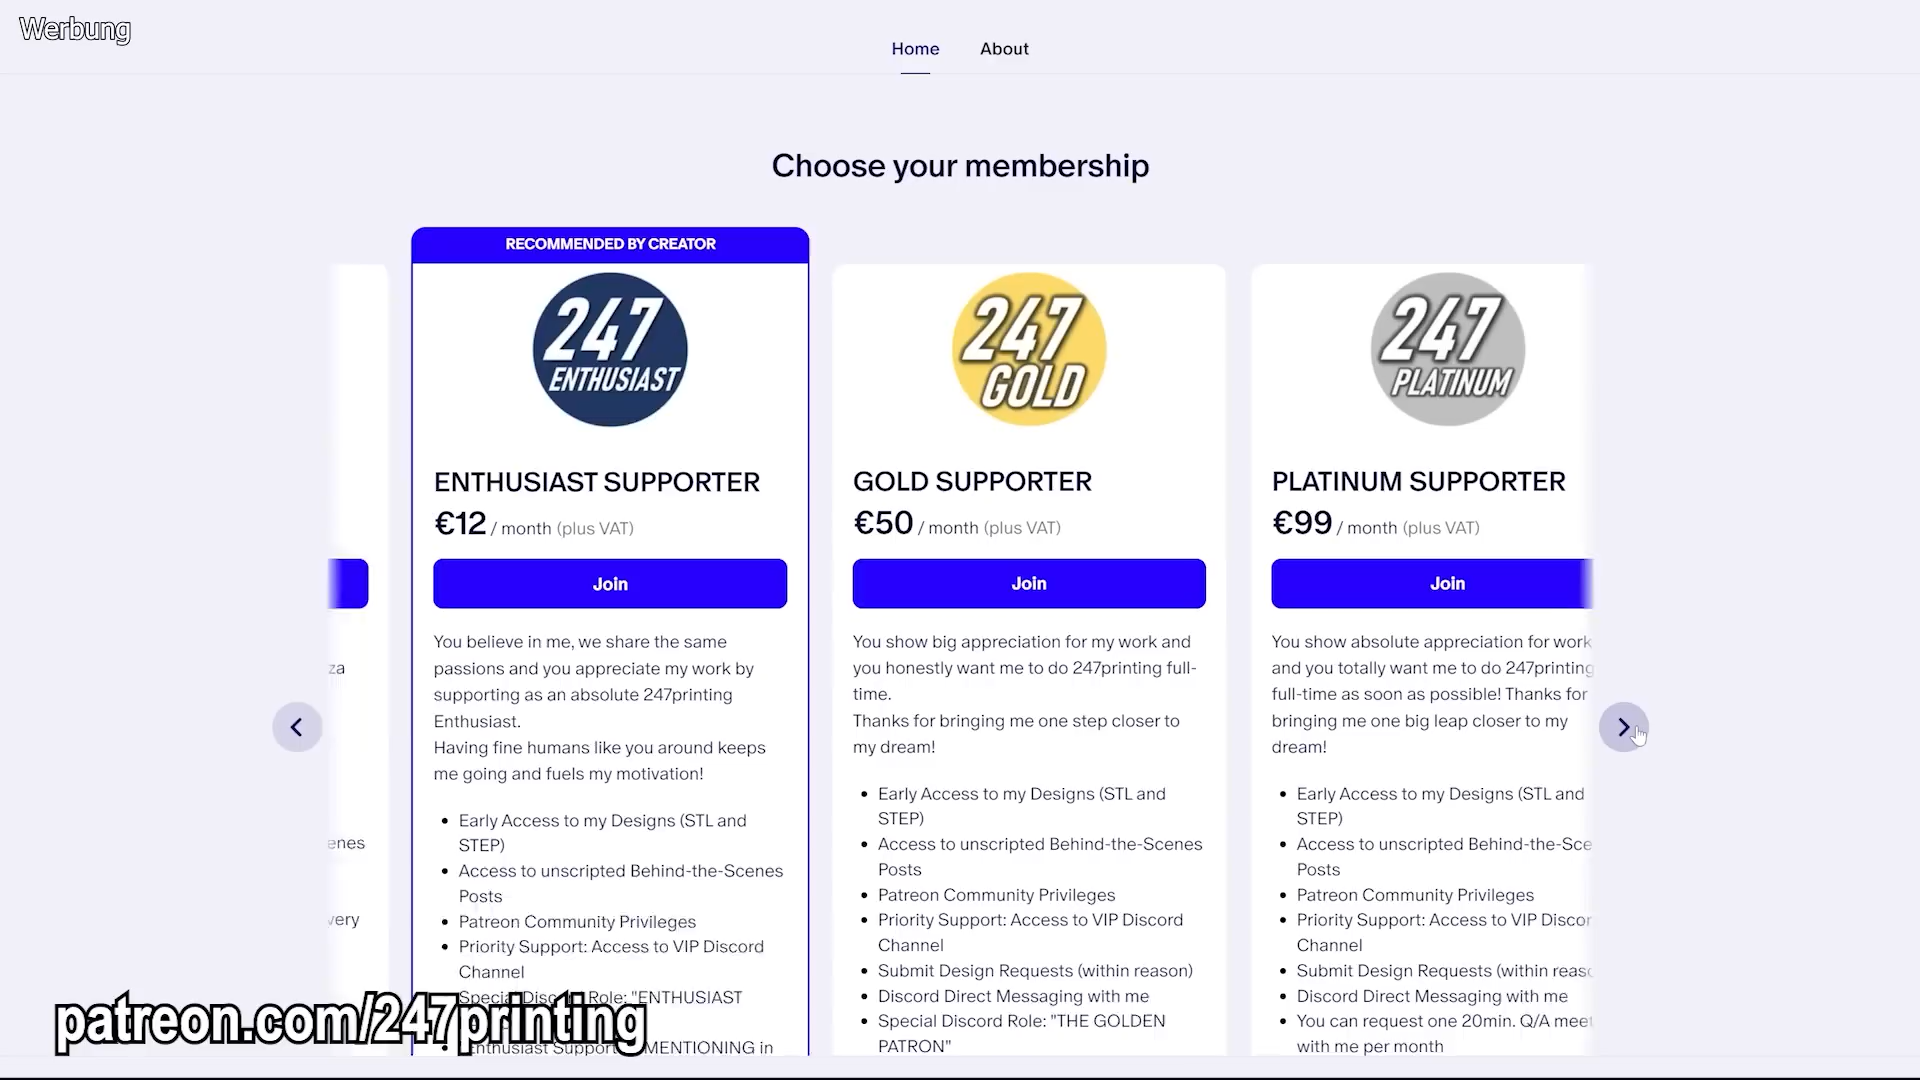 Werbung
Home
About
Choose your membership
RECOMMENDED BY CREATOR
247
ENTHUSIAST
ENTHUSIAST SUPPORTER
€12 / month (plus VAT)
Join
You believe in me, we share the same
passions and you appreciate my work by
supporting as an absolute 247printing
Enthusiast.
Having fine humans like you around keeps
me going and fuels my motivation!
• Early Access to my Designs (STL and
STEP)
• Access to unscripted Behind-the-Scenes
Posts
• Patreon Community Privileges
• Priority Support: Access to VIP Discord
Channel
Role: "ENTHUSIAST
MENTIONING in
247
GOLD
GOLD SUPPORTER
€50 / month (plus VAT)
Join
You show big appreciation for my work and
you honestly want me to do 247printing full-
time.
Thanks for bringing me one step closer to
my dream!
• Early Access to my Designs (STL and
STEP)
• Access to unscripted Behind-the-Scenes
Posts
• Patreon Community Privileges
• Priority Support: Access to VIP Discord
Channel
• Submit Design Requests (within reason)
• Discord Direct Messaging with me
• Special Discord Role: "THE GOLDEN
PATRON"
247
PLATINUM
PLATINUM SUPPORTER
€99 / month (plus VAT)
Join
You show absolute appreciation for work
and you totally want me to do 247printing
full-time as soon as possible! Thanks for
bringing me one big leap closer to my
dream!
• Early Access to my Designs (STL and
STEP)
• Access to unscripted Behind-the-Sce
Posts
• Patreon Community Privileges
• Priority Support: Access to VIP Discor
Channel
• Submit Design Requests (within reaso
• Discord Direct Messaging with me
• You can request one 20min. Q/A meet
with me per month
za
enes
very
patreon.com/247printing